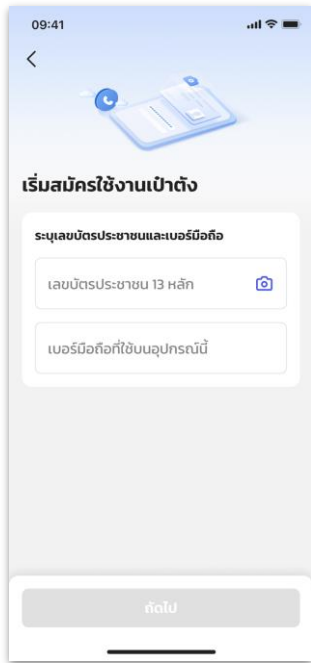 09:41
เริ่มสมัครใช้งานเป๋าตัง
ระบุเลขบัตรประชาชนและเบอร์มือถือ
เลขบัตรประชาชน 13 หลัก
เบอร์มือถือที่ใช้บนอุปกรณ์นี้
ถัดไป